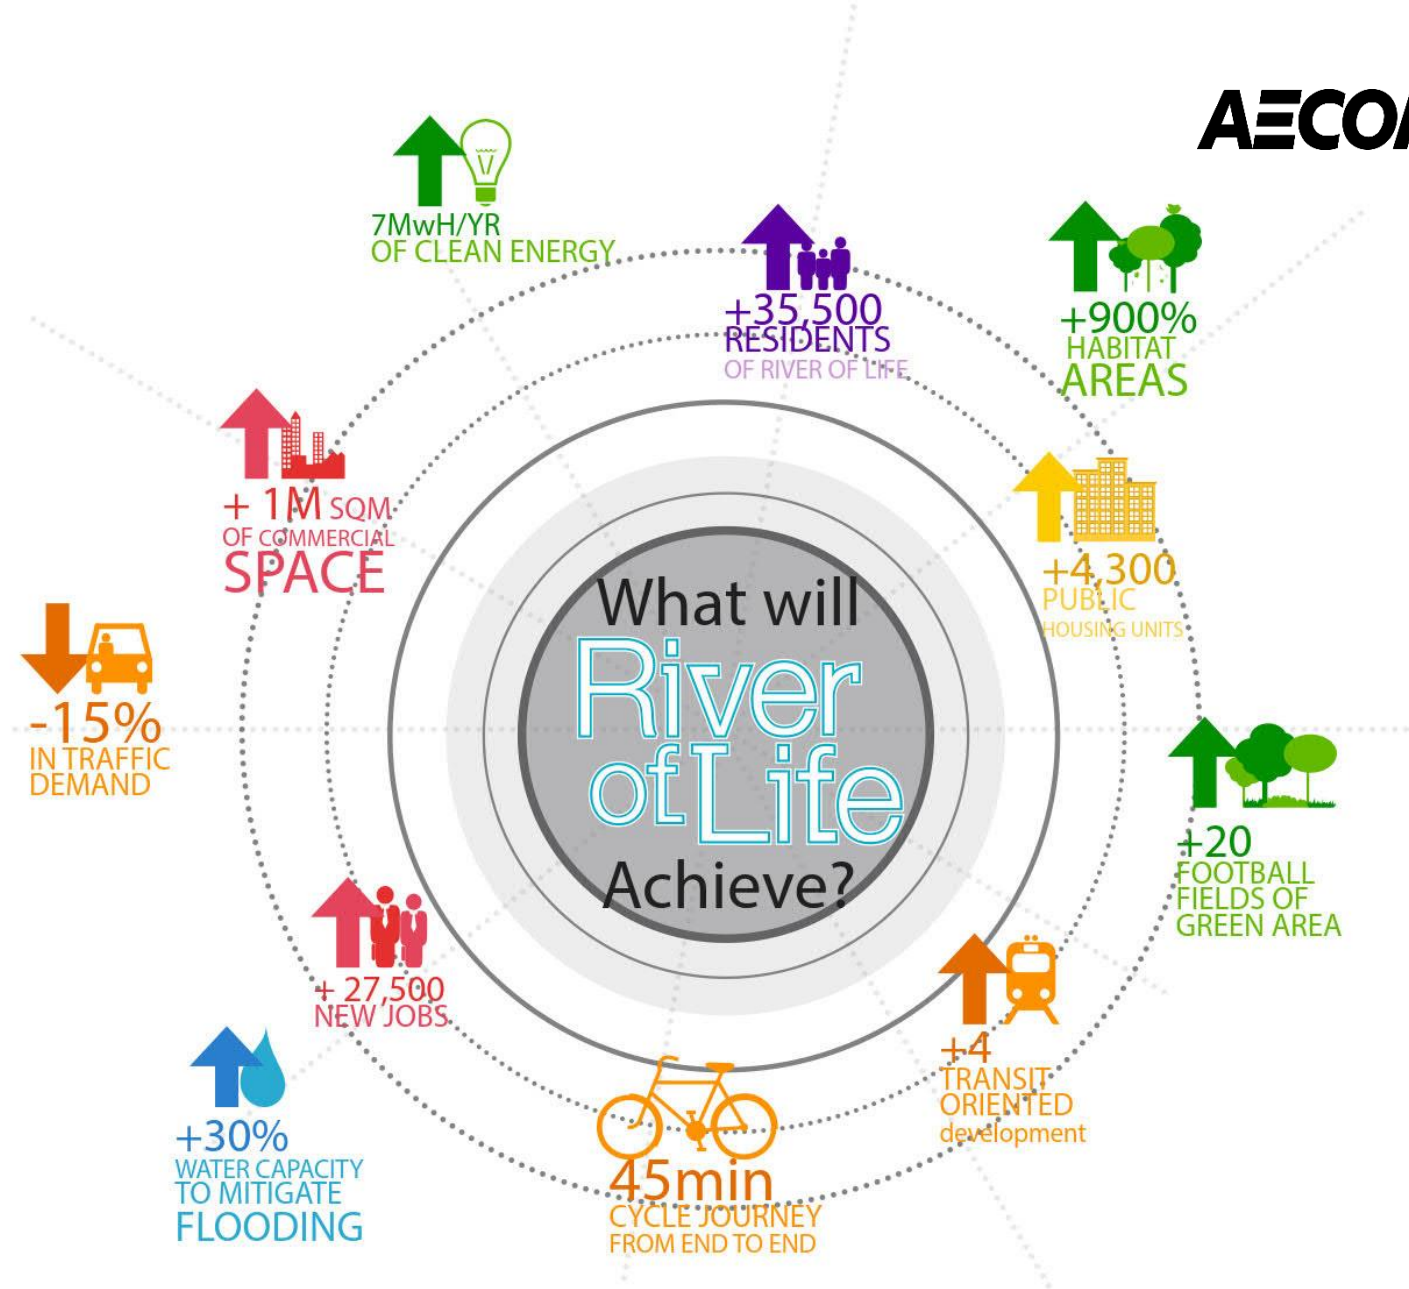 AECO
7MwH/YR
OF CLEAN ENERGY
+35,500
RESIDENTS
OF RIVER OF LIFE
+900%
HABITAT
AREAS
+ 1M SQM
OF COMMERCIAL
SPACE
+4,300
PUBLIC
HOUSING UNITS
What will
River
of Life
Achieve?
-15%
IN TRAFFIC
DEMAND
+20
FOOTBALL
FIELDS OF
GREEN AREA
+ 27,500
NEW JOBS
+4
TRANSIT
ORIENTED
development
+30%
WATER CAPACITY
TO MITIGATE
FLOODING
45min
CYCLE JOURNEY
FROM END TO END